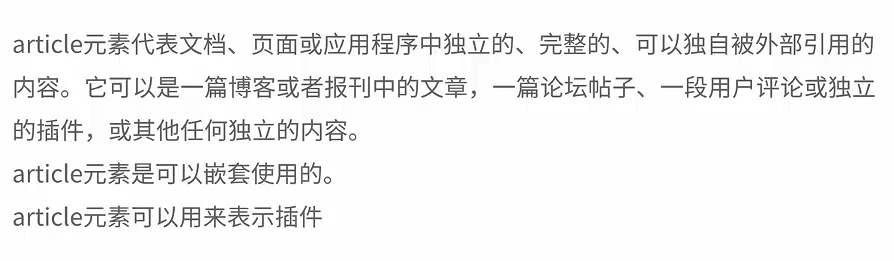 article元素代表文档、页面或应用程序中独立的、完整的、可以独自被外部引用的
内容。它可以是一篇博客或者报刊中的文章，一篇论坛帖子、一段用户评论或独立
的插件，或其他任何独立的内容。
article元素是可以嵌套使用的。
article元素可以用来表示插件